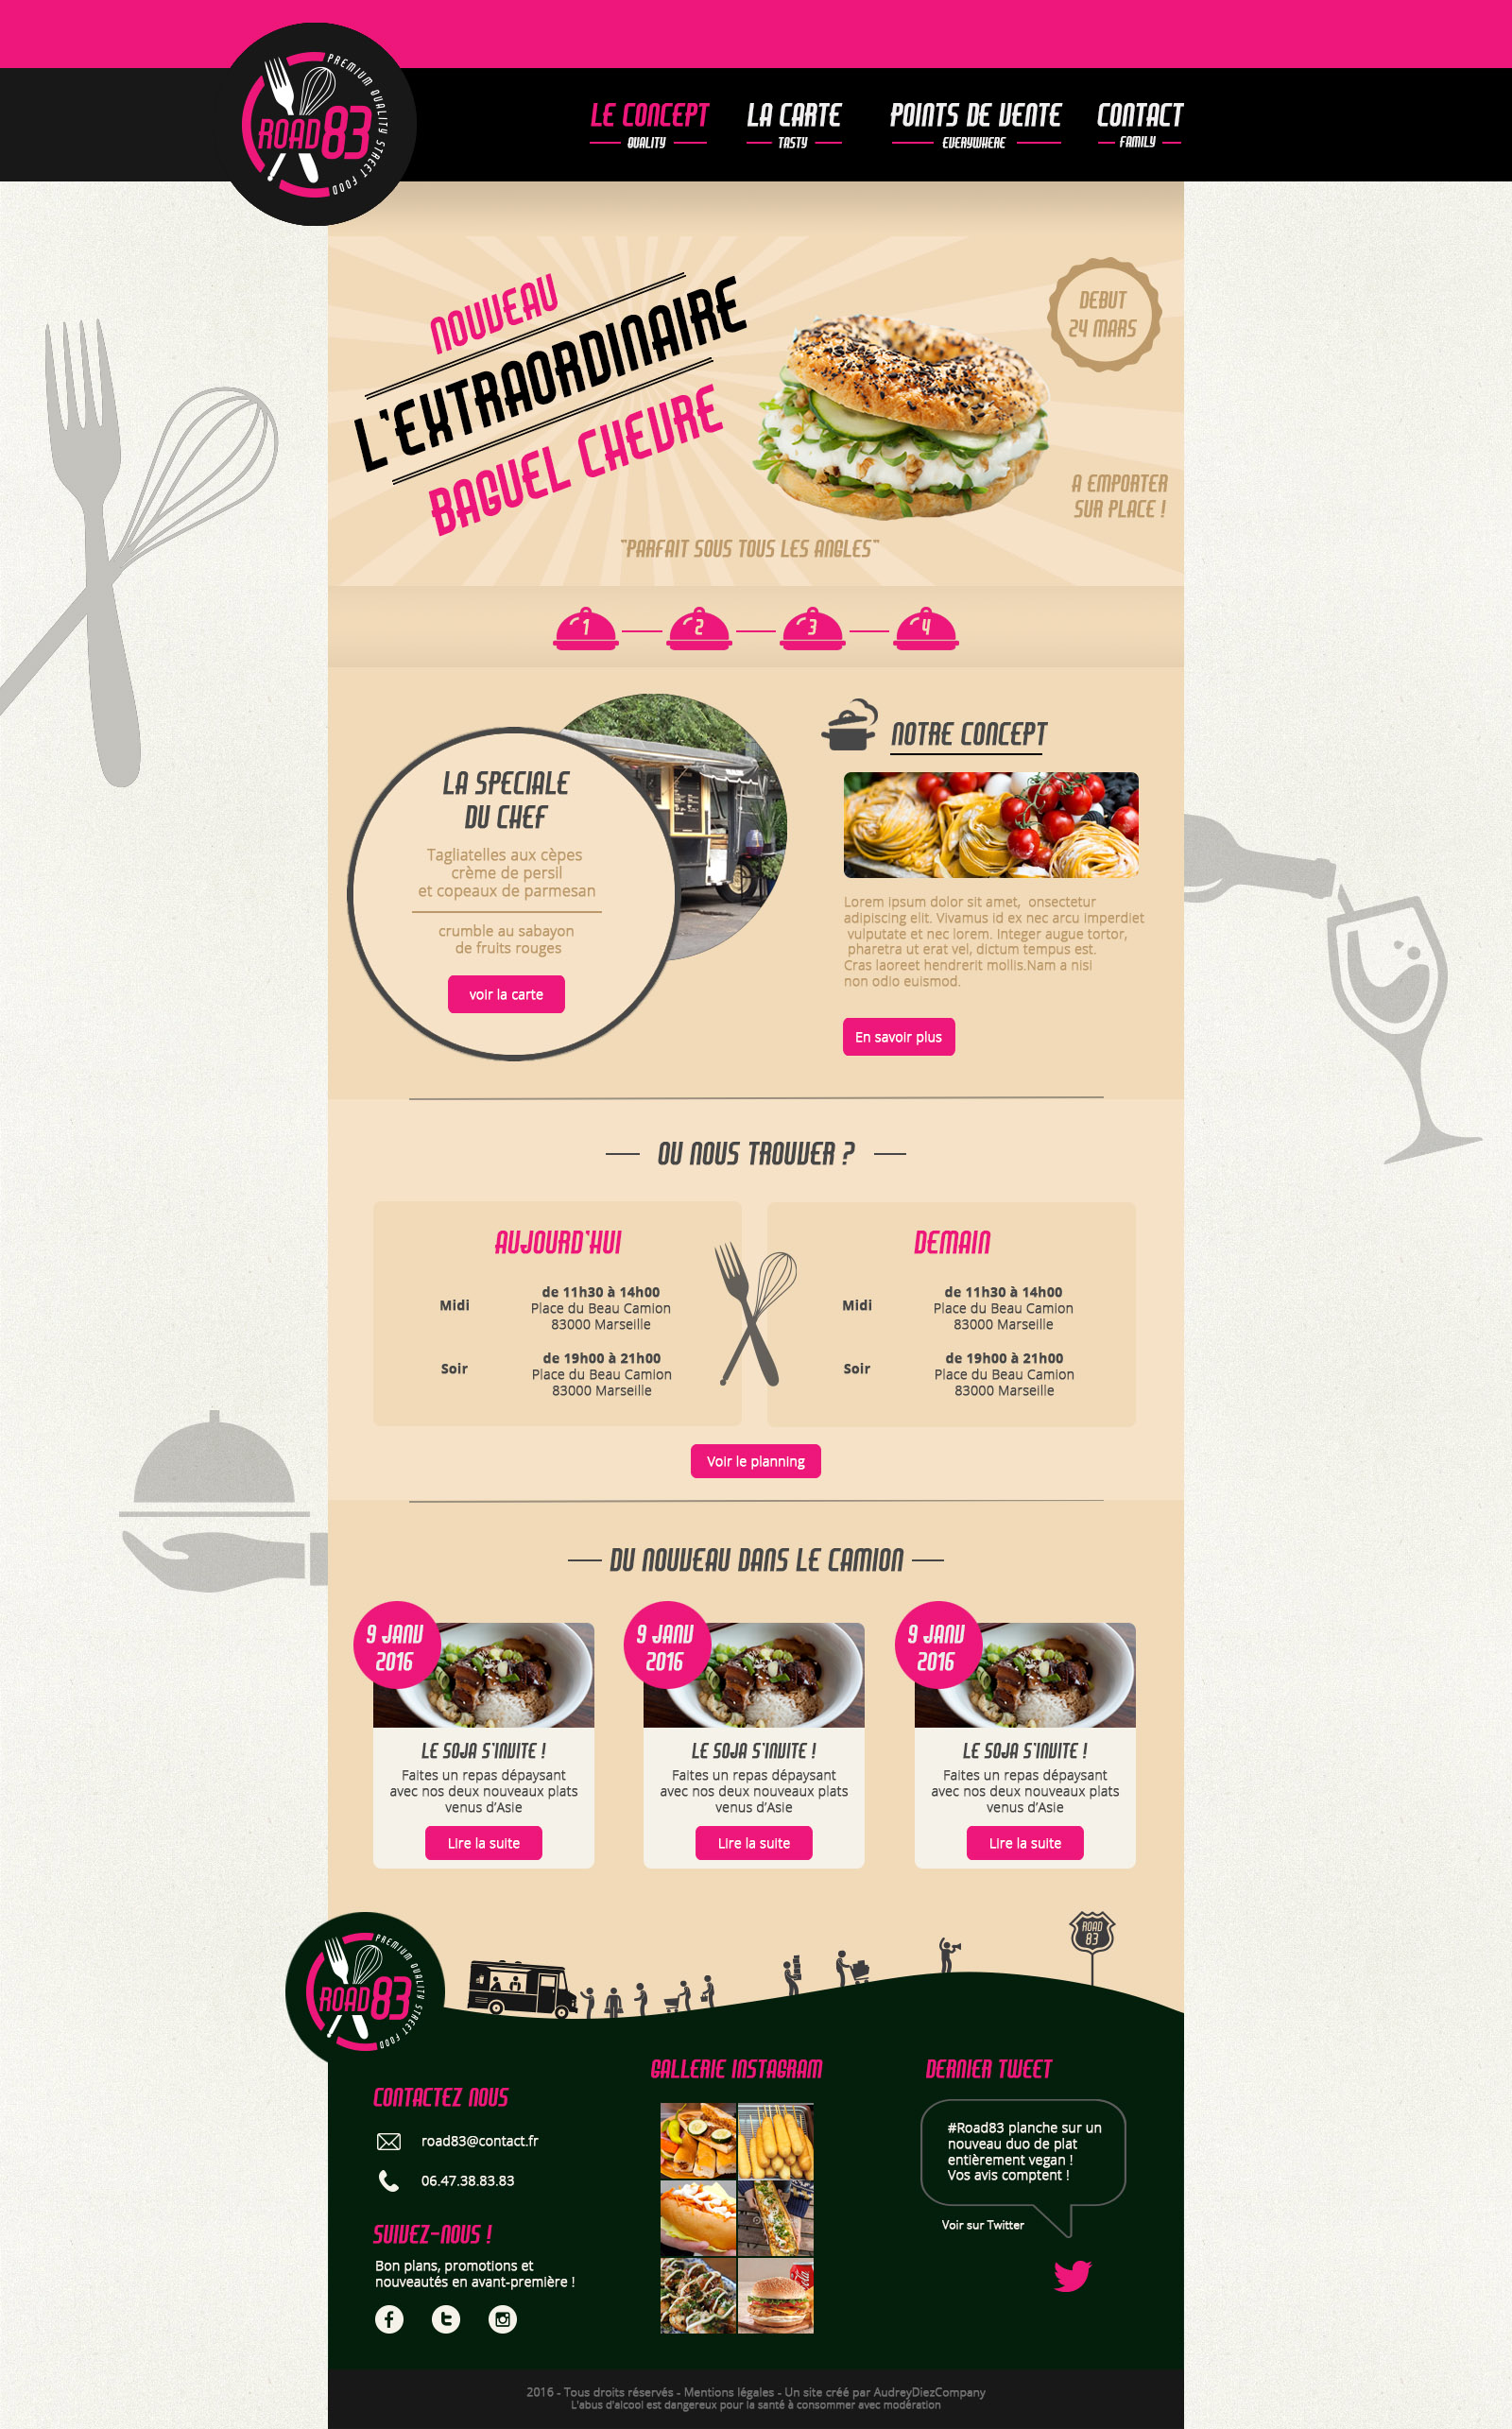 PREMIUM QUALITY STREET FOOD
ROAD 83
LE CONCEPT
QUALITY
LA CARTE
TASTY
POINTS DE VENTE
EVERYWHERE
CONTACT
FAMILY
NOUVEAU
L'EXTRAORDINAIRE
BAGUEL CHEVRE
DEBUT
24 MARS
A EMPORTER
SUR PLACE !
"PARFAIT SOUS TOUS LES ANGLES"
1
2
3
4
LA SPECIALE
DU CHEF
Tagliatelles aux cèpes
crème de persil
et copeaux de parmesan
crumble au sabayon
de fruits rouges
voir la carte
NOTRE CONCEPT
Lorem ipsum dolor sit amet,  onsectetur
adipiscing elit. Vivamus id ex nec arcu imperdiet
vulputate et nec lorem. Integer augue tortor,
pharetra ut erat vel, dictum tempus est.
Cras laoreet hendrerit mollis.Nam a nisi
non odio euismod.
En savoir plus
OU NOUS TROUVER ?
AUJOURD'HUI
Midi
de 11h30 à 14h00
Place du Beau Camion
83000 Marseille
Soir
de 19h00 à 21h00
Place du Beau Camion
83000 Marseille
DEMAIN
Midi
de 11h30 à 14h00
Place du Beau Camion
83000 Marseille
Soir
de 19h00 à 21h00
Place du Beau Camion
83000 Marseille
Voir le planning
DU NOUVEAU DANS LE CAMION
9 JANV
2016
LE SOJA S'INVITE !
Faites un repas dépaysant
avec nos deux nouveaux plats
venus d'Asie
Lire la suite
9 JANV
2016
LE SOJA S'INVITE !
Faites un repas dépaysant
avec nos deux nouveaux plats
venus d'Asie
Lire la suite
9 JANV
2016
LE SOJA S'INVITE !
Faites un repas dépaysant
avec nos deux nouveaux plats
venus d'Asie
Lire la suite
PREMIUM QUALITY STREET FOOD
ROAD 83
ROAD
83
CONTACTEZ NOUS
road83@contact.fr
06.47.38.83.83
SUIVEZ-NOUS !
Bon plans, promotions et
nouveautés en avant-première !
GALLERIE INSTAGRAM
DERNIER TWEET
#Road83 planche sur un
nouveau duo de plat
entièrement vegan !
Vos avis comptent !
Voir sur Twitter
2016 - Tous droits réservés - Mentions légales - Un site créé par AudreyDiezCompany
L'abus d'alcool est dangereux pour la santé à consommer avec modération